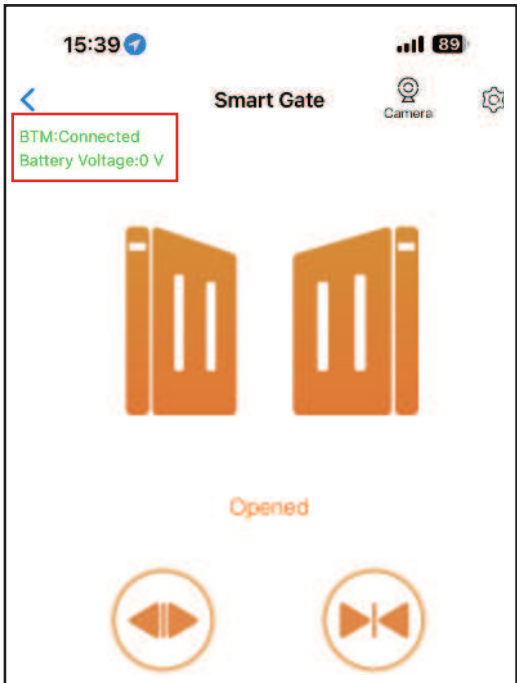 15:39
89
Smart Gate
Camera
BTM:Connected
Battery Voltage:0 V
Opened